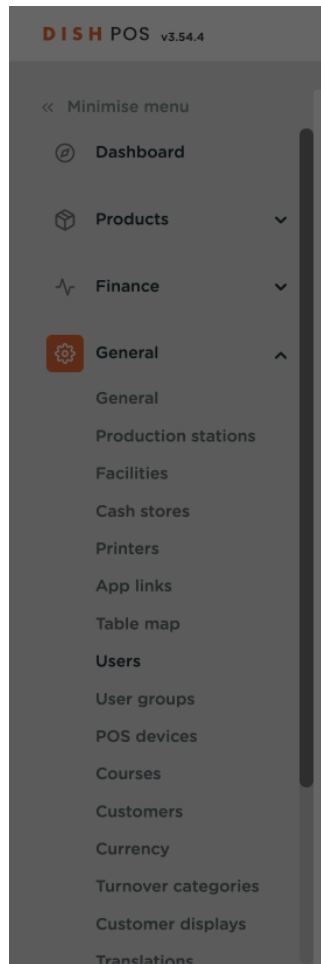 DISH POS v3.54.4
« Minimise menu
Dashboard
Products
Finance
General
General
Production stations
Facilities
Cash stores
Printers
App links
Table map
Users
User groups
POS devices
Courses
Customers
Currency
Turnover categories
Customer displays
Translations